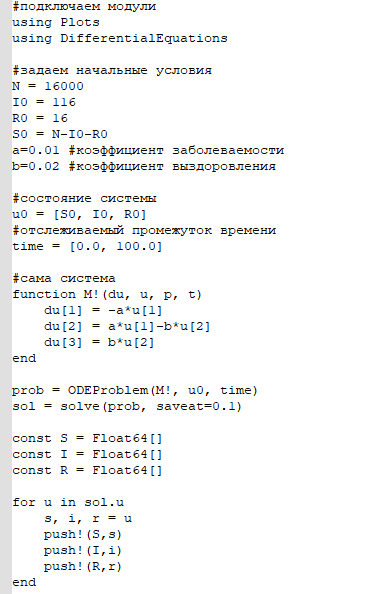 #подключаем модули
using Plots
using DifferentialEquations

#задаем начальные условия
N = 16000
I0 = 116
R0 = 16
S0 = N-I0-R0
a=0.01 #коэффициент заболеваемости
b=0.02 #коэффициент выздоровления

#состояние системы
u0 = [S0, I0, R0]
#отслеживаемый промежуток времени
time = [0.0, 100.0]

#сама система
function M!(du, u, p, t)
    du[1] = -a*u[1]
    du[2] = a*u[1]-b*u[2]
    du[3] = b*u[2]
end

prob = ODEProblem(M!, u0, time)
sol = solve(prob, saveat=0.1)

const S = Float64[]
const I = Float64[]
const R = Float64[]

for u in sol.u
    s, i, r = u
    push!(S,s)
    push!(I,i)
    push!(R,r)
end